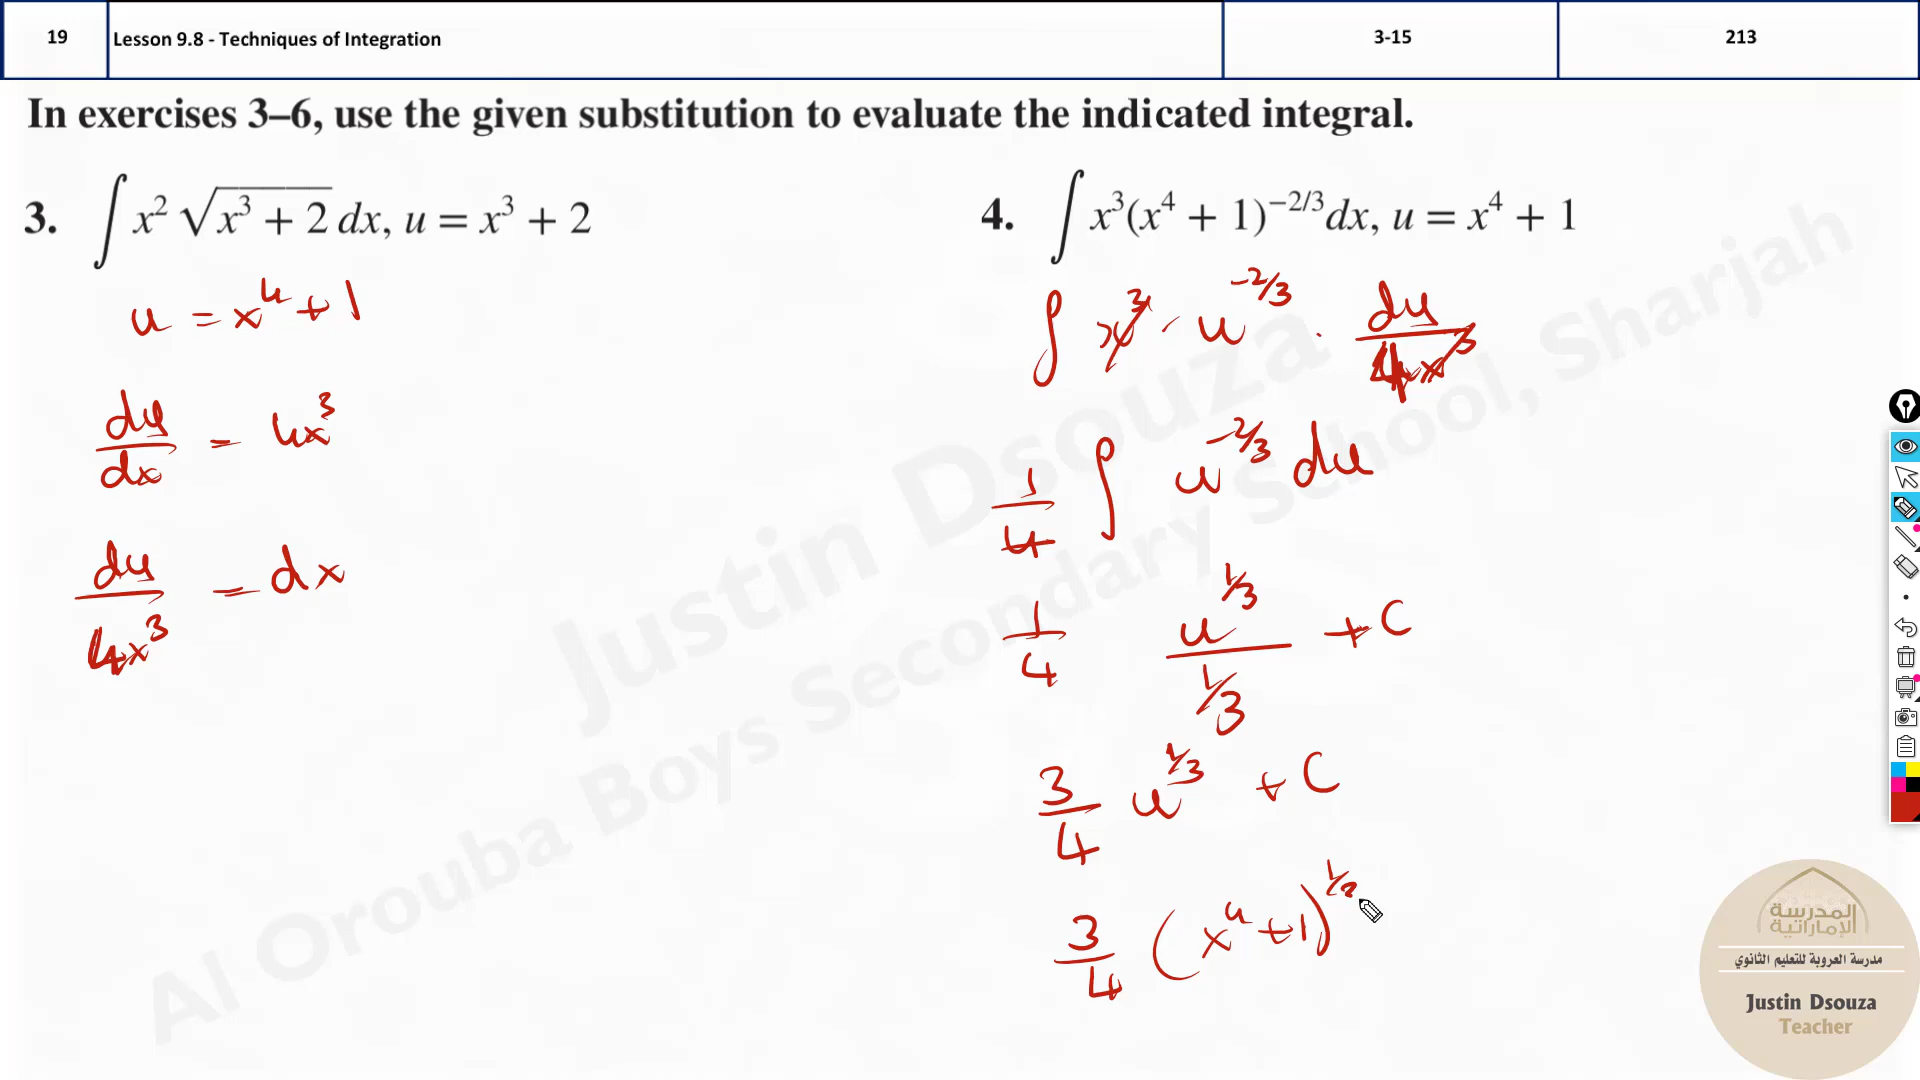 19 Lesson 9.8 - Techniques of Integration 3-15 213
In exercises 3–6, use the given substitution to evaluate the indicated integral.
3. ∫ x² √(x³ + 2) dx, u = x³ + 2
u = x⁴ + 1
du/dx = 4x³
du/4x³ = dx
4. ∫ x³(x⁴ + 1)^(−2/3) dx, u = x⁴ + 1
∫ x³ · u^(-2/3) · du/4x³
1/4 ∫ u^(-2/3) du
1/4 u^(1/3)/(1/3) + C
3/4 u^(1/3) + C
3/4 (x⁴ + 1)^(1/3)
Justin Dsouza
Al Orouba Boys Secondary School, Sharjah
المدرسة
الإماراتية
مدرسة العروبة للتعليم الثانوي
Justin Dsouza
Teacher